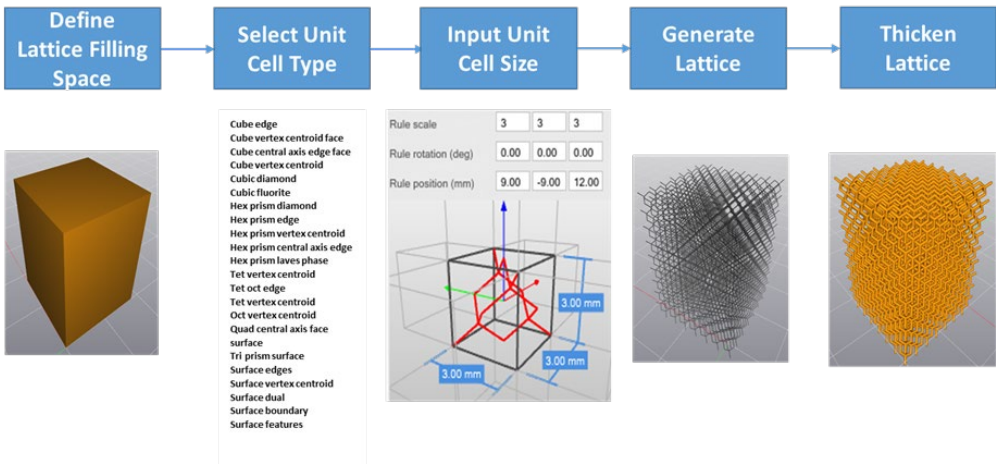 Define
Lattice Filling
Space
Select Unit
Cell Type
Input Unit
Cell Size
Generate
Lattice
Thicken
Lattice
Cube edge
Cube vertex centroid face
Cube central axis edge face
Cube vertex centroid
Cubic diamond
Cubic fluorite
Hex prism diamond
Hex prism edge
Hex prism vertex centroid
Hex prism central axis edge
Hex prism laves phase
Tet vertex centroid
Tet oct edge
Tet vertex centroid
Oct vertex centroid
Quad central axis face
surface
Tri prism surface
Surface edges
Surface vertex centroid
Surface dual
Surface boundary
Surface features
Rule scale 3 3 3
Rule rotation (deg) 0.00 0.00 0.00
Rule position (mm) 9.00 -9.00 12.00
3.00 mm
3.00 mm
3.00 mm